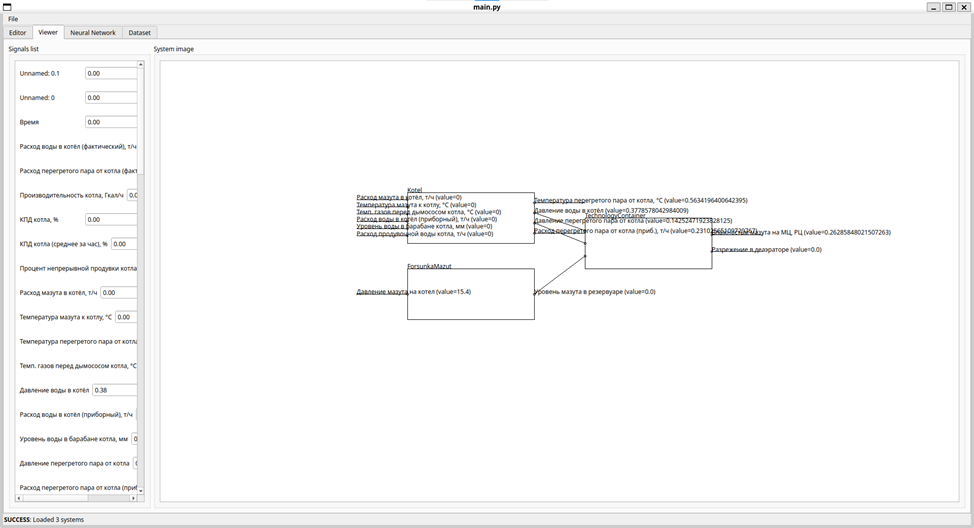 main.py
File
Editor
Viewer
Neural Network
Dataset
Signals list
System image
Unnamed: 0.1
0.00
Unnamed: 0
0.00
Время
0.00
Расход воды в котёл (фактический), т/ч
Расход перегретого пара от котла (факт
Производительность котла, Гкал/ч
0.0
КПД котла, %
0.00
КПД котла (среднее за час), %
0.00
Процент непрерывной продувки котла
Расход мазута в котёл, т/ч
0.00
Температура мазута к котлу, °С
0.00
Температура перегретого пара от котла
Темп. газов перед дымососом котла, °С
Давление воды в котёл
0.38
Расход воды в котёл (приборный), т/ч
Уровень воды в барабане котла, мм
0
Давление перегретого пара от котла
Расход перегретого пара от котла (приб
Kotel
Расход мазута в котёл, т/ч (value=0)
Температура мазута к котлу, °С (value=0)
Темп. газов перед дымососом котла, °С (value=0)
Расход воды в котёл (приборный), т/ч (value=0)
Уровень воды в барабане котла, мм (value=0)
Расход продувочной воды котла, т/ч (value=0)
Температура перегретого пара от котла, °С (value=0.5634196400642395)
Давление воды в котёл (value=0.3778578042984009)
TechnologyContainer
Давление перегретого пара от котла (value=0.1425247192382​8125)
Расход перегретого пара от котла (приб.), т/ч
мазута на МЦ, РЦ (value=0.26285848021507263)
Разрежение в деаэраторе (value=0.0)
ForsunkaMazut
Давление мазута на котел (value=15.4)
Уровень мазута в резервуаре (value=0.0)
SUCCESS: Loaded 3 systems